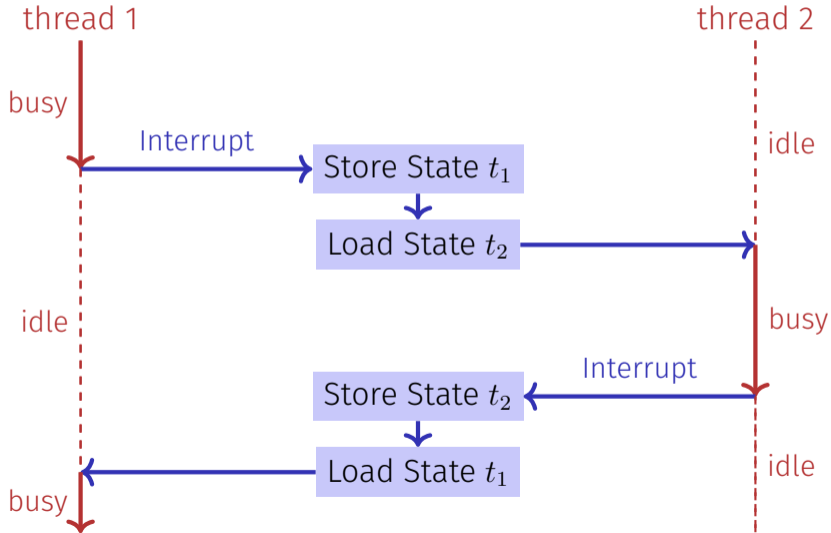 thread 1
thread 2
busy
Interrupt
idle
Store State t₁
Load State t₂
idle
busy
Interrupt
Store State t₂
Load State t₁
idle
busy